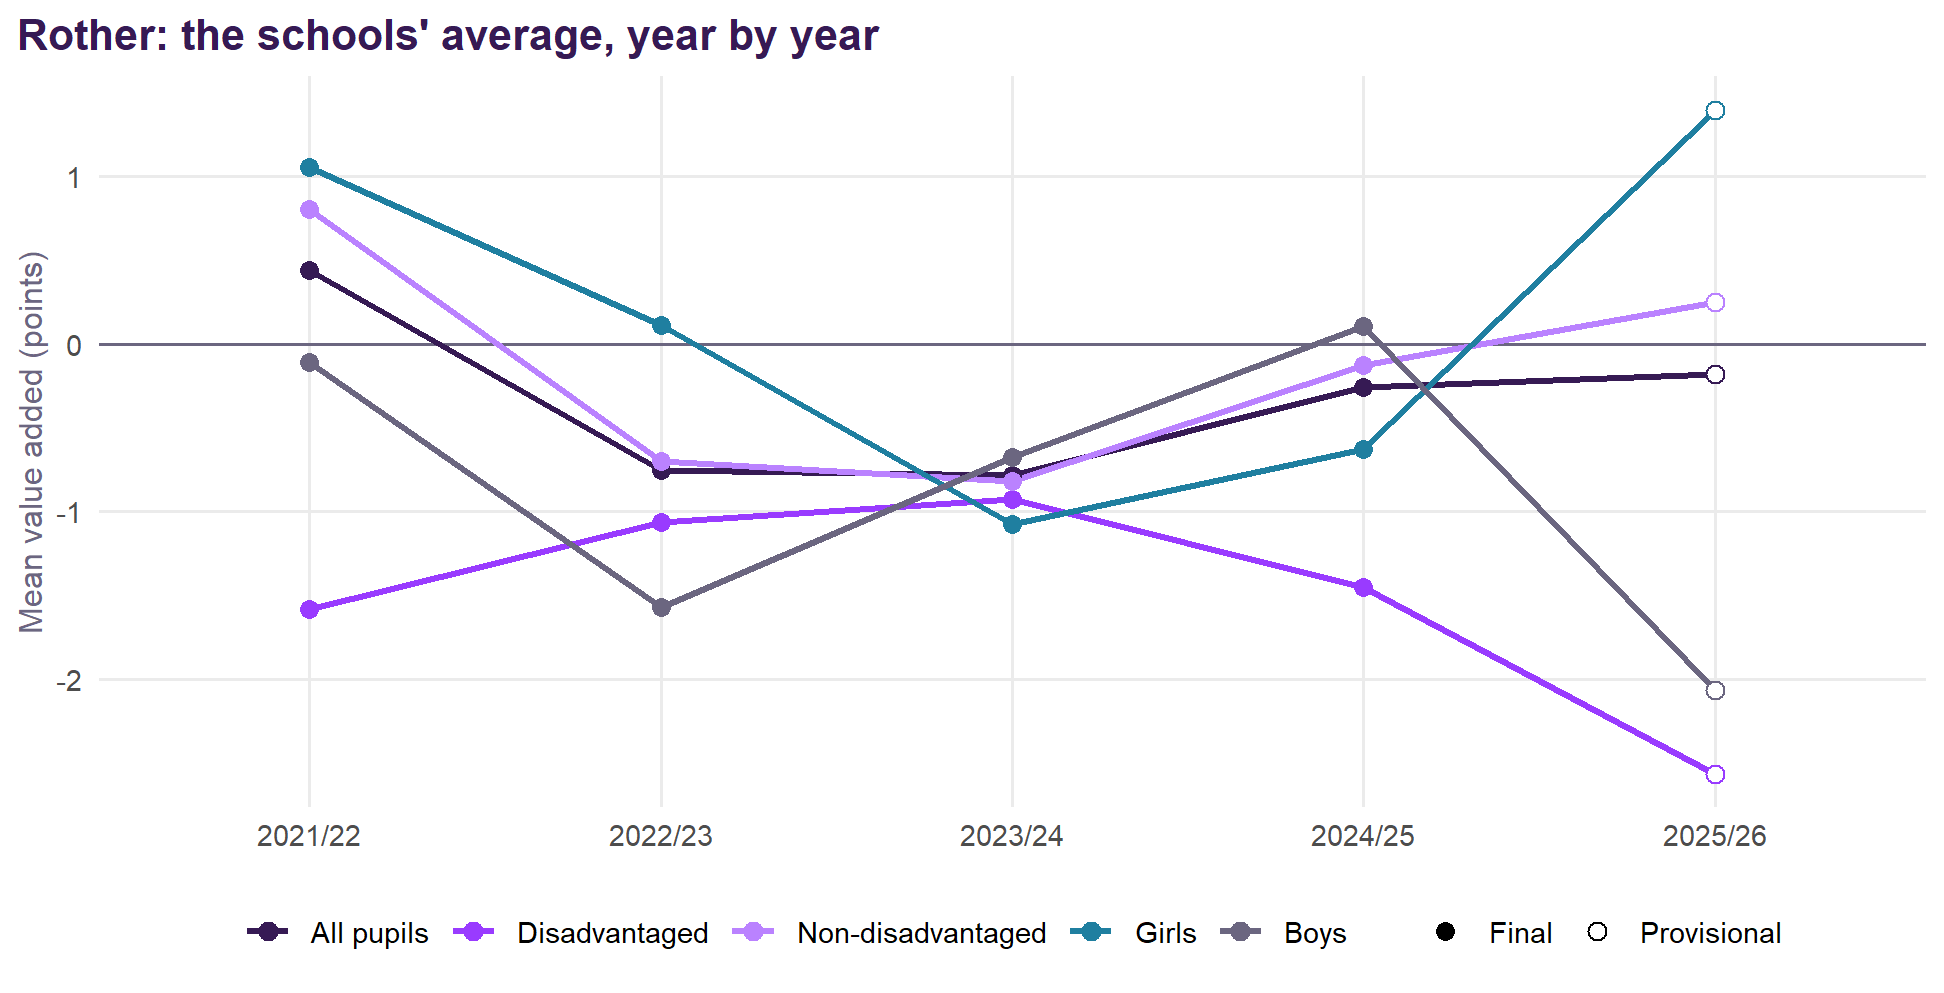 Rother: the schools' average, year by year
Mean value added (points)
1
0
-1
-2
2021/22 2022/23 2023/24 2024/25 2025/26
All pupils Disadvantaged Non-disadvantaged Girls Boys Final Provisional